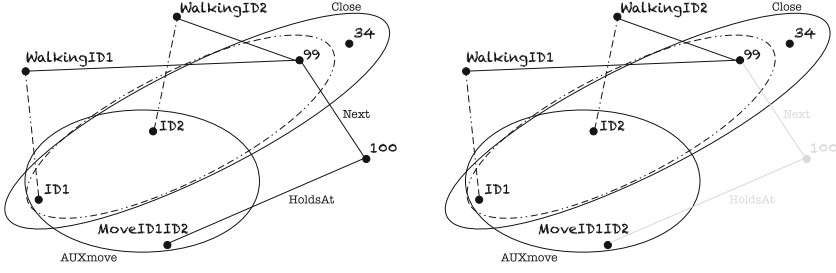 Close
WalkingID2
34
99
WalkingID1
Next
ID2
100
ID1
HoldsAt
MoveID1ID2
AUXmove
Close
WalkingID2
34
99
WalkingID1
Next
ID2
100
ID1
HoldsAt
MoveID1ID2
AUXmove